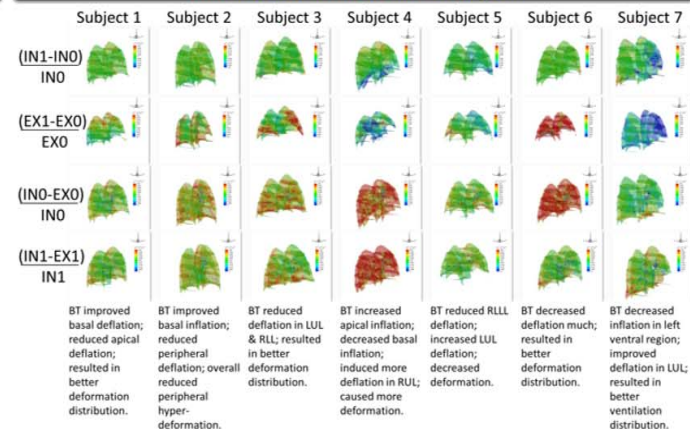 Subject 1 Subject 2 Subject 3 Subject 4 Subject 5 Subject 6 Subject 7
(IN1-IN0)
IN0
(EX1-EX0)
EX0
(IN0-EX0)
IN0
(IN1-EX1)
IN1
BT improved
basal deflation;
reduced apical
deflation;
resulted in
better
deformation
distribution.
BT improved
basal inflation;
reduced
peripheral
deflation; overall
reduced
peripheral
hyper-
deformation.
BT reduced
deflation in LUL
& RLL; resulted
in better
deformation
distribution.
BT increased
apical inflation;
decreased basal
inflation;
induced more
deflation in RUL;
caused more
deformation.
BT reduced RLLL
deflation;
increased LUL
deflation;
decreased
deformation.
BT decreased
deflation much;
resulted in
better
deformation
distribution.
BT decreased
inflation in left
ventral region;
improved
deflation in LUL;
resulted in
better
ventilation
distribution.